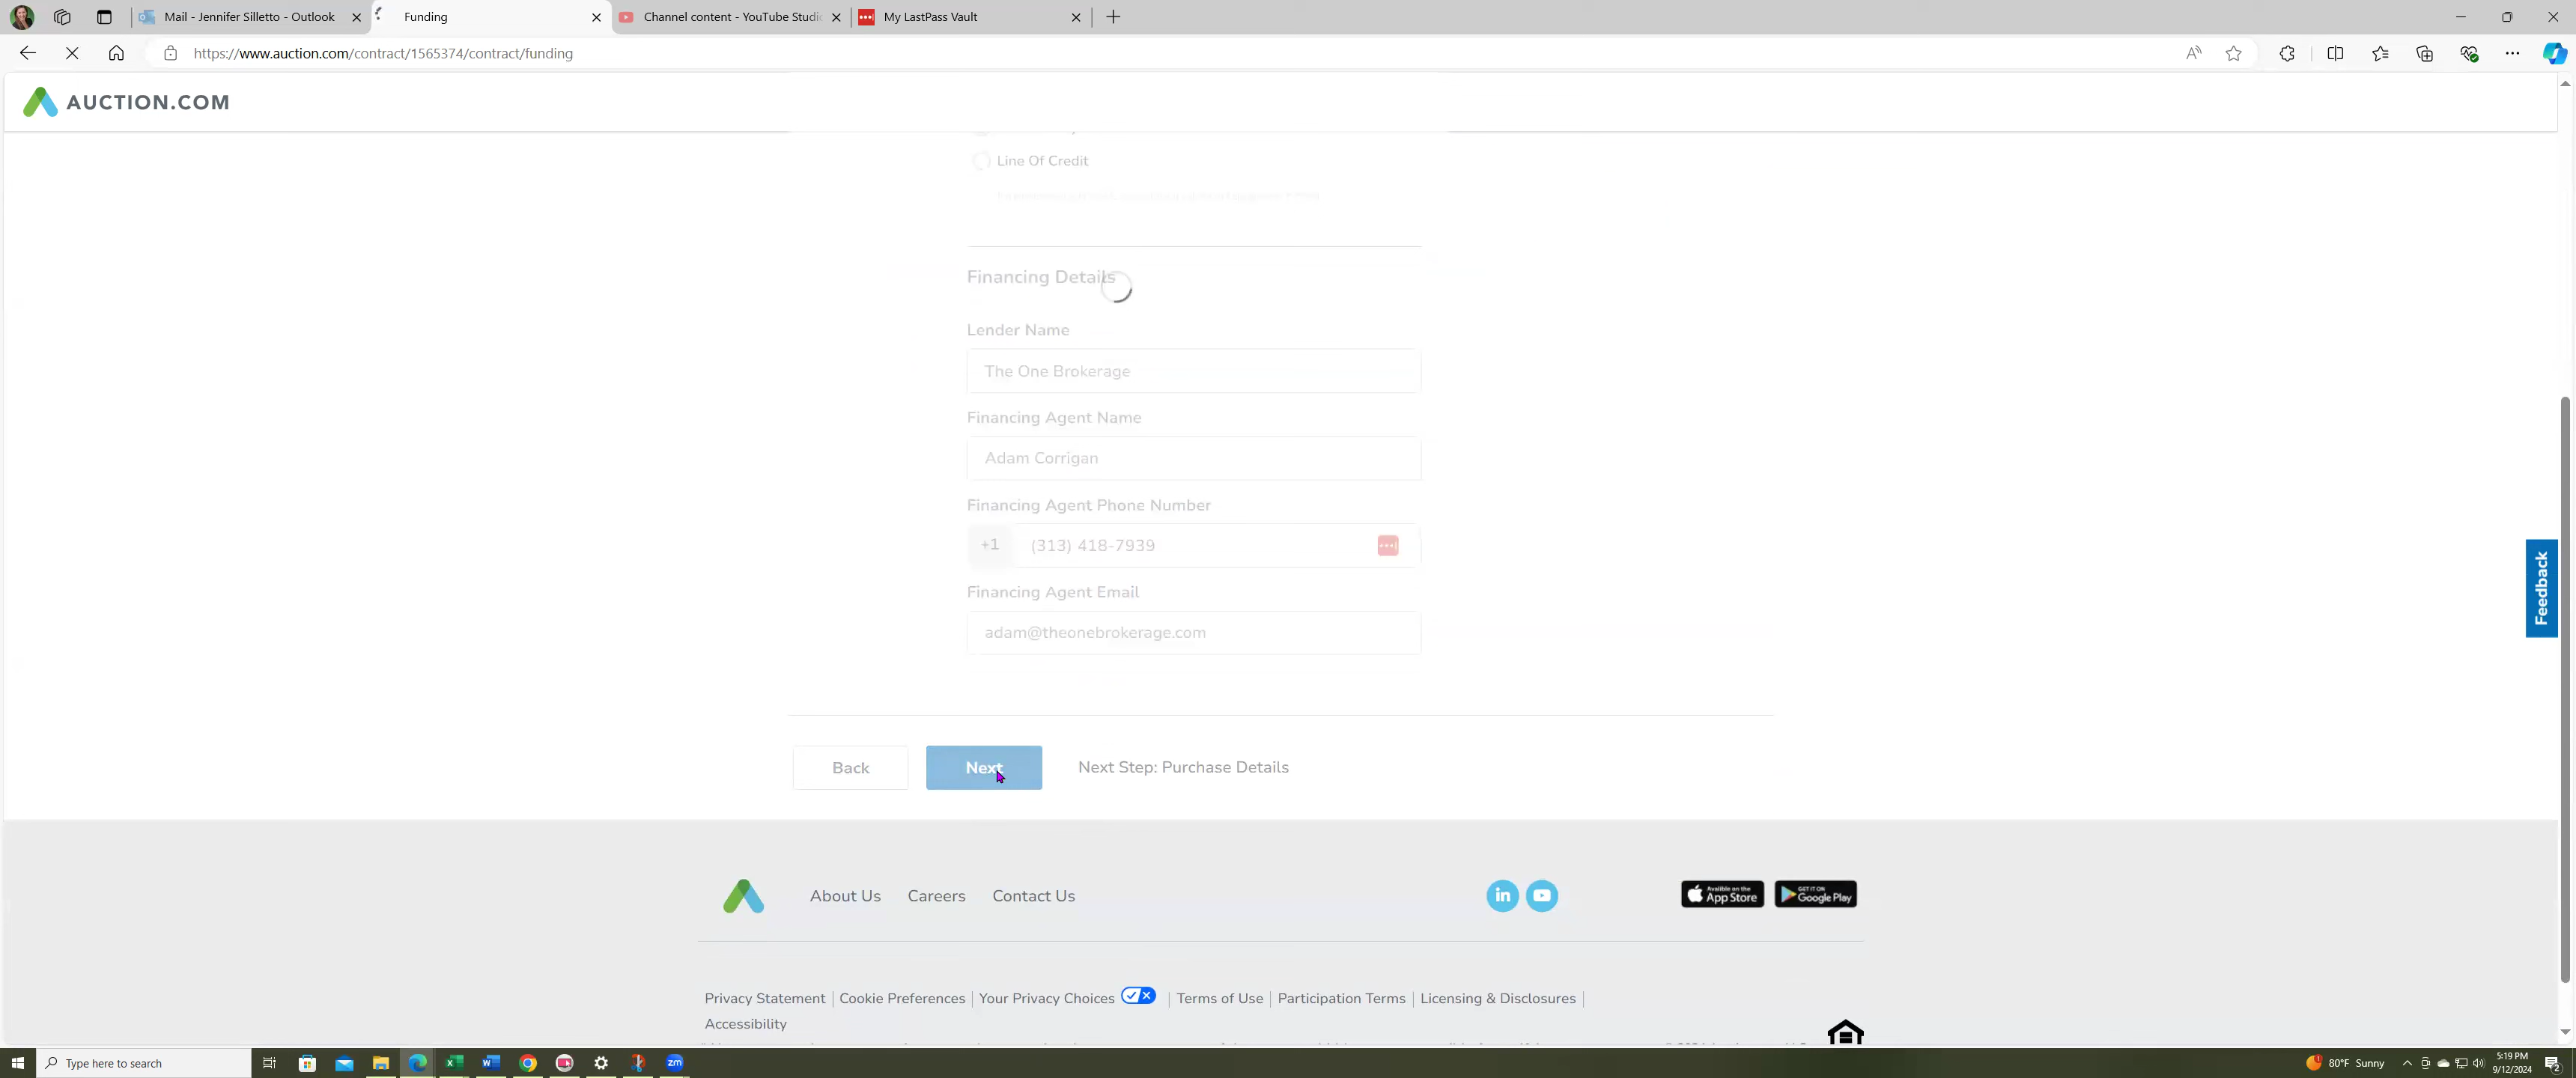 Mail - Jennifer Silletto - Outlook
Funding
Channel content - YouTube Studio
My LastPass Vault
https://www.auction.com/contract/1565374/contract/funding
AUCTION.COM
Line Of Credit
Financing Details
Lender Name
The One Brokerage
Financing Agent Name
Adam Corrigan
Financing Agent Phone Number
+1 (313) 418-7939
Financing Agent Email
adam@theonebrokerage.com
Back
Next
Next Step: Purchase Details
Feedback
About Us
Careers
Contact Us
Available on the App Store
GET IT ON Google Play
Privacy Statement | Cookie Preferences | Your Privacy Choices | Terms of Use | Participation Terms | Licensing & Disclosures |
Accessibility
Type here to search
80°F Sunny
5:19 PM
9/12/2024